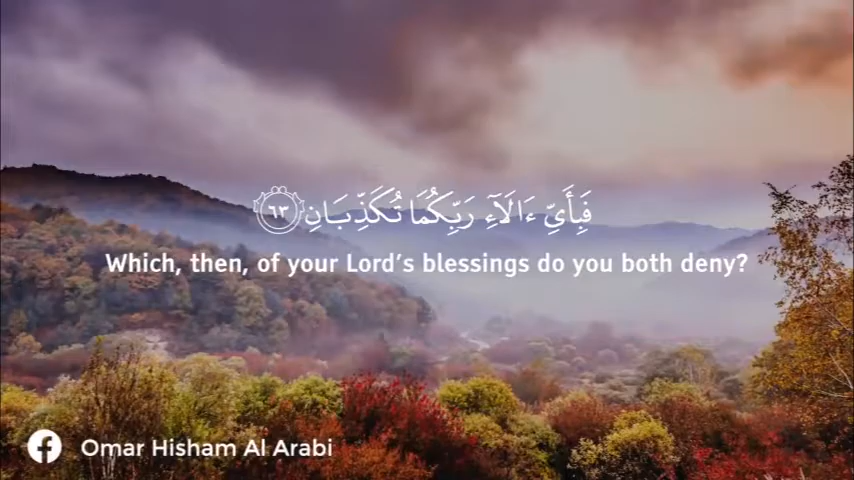 فَبِأَيِّ ءَالَآءِ رَبِّكُمَا تُكَذِّبَانِ ٦٣
Which, then, of your Lord’s blessings do you both deny?
Omar Hisham Al Arabi